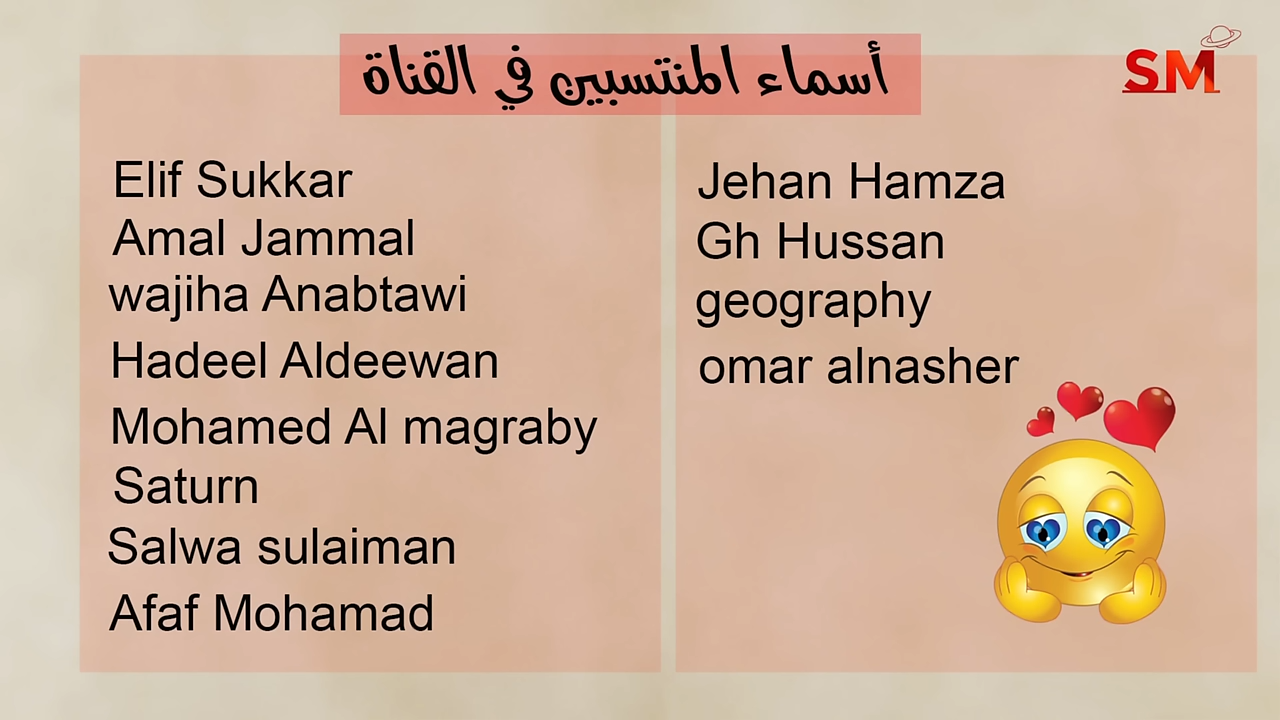 أسماء المنتسبين في القناة
SM
Elif Sukkar
Amal Jammal
wajiha Anabtawi
Hadeel Aldeewan
Mohamed Al magraby
Saturn
Salwa sulaiman
Afaf Mohamad
Jehan Hamza
Gh Hussan
geography
omar alnasher